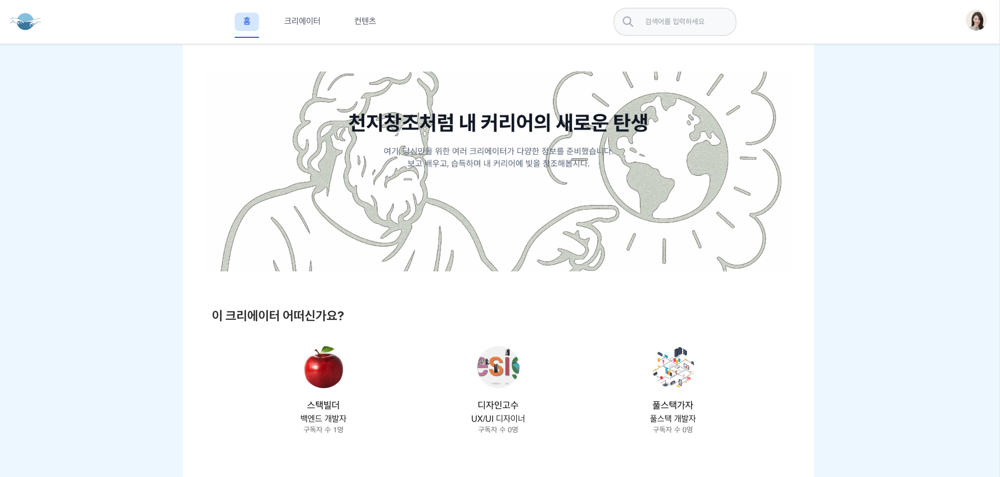 홈
크리에이터
컨텐츠
검색어를 입력하세요
천지창조처럼 내 커리어의 새로운 탄생
여기, 당신만을 위한 여러 크리에이터가 다양한 정보를 준비했습니다.
보고 배우고, 습득하며 내 커리어에 빛을 창조해봅시다.
이 크리에이터 어떠신가요?
esis
스택빌더
디자인고수
풀스택가자
백엔드 개발자
UX/UI 디자이너
풀스택 개발자
구독자 수 1명
구독자 수 0명
구독자 수 0명